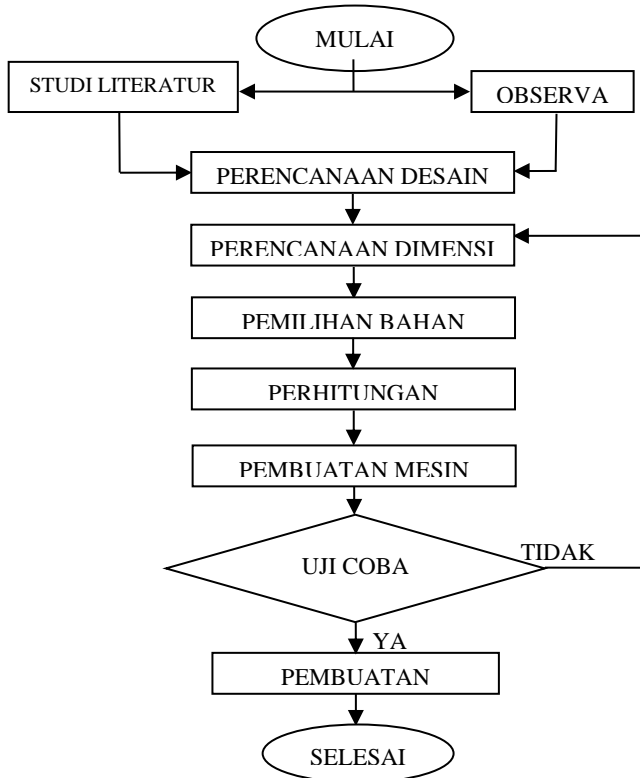 MULAI
STUDI LITERATUR
OBSERVA
PERENCANAAN DESAIN
PERENCANAAN DIMENSI
PEMILIHAN BAHAN
PERHITUNGAN
PEMBUATAN MESIN
UJI COBA
TIDAK
YA
PEMBUATAN
SELESAI